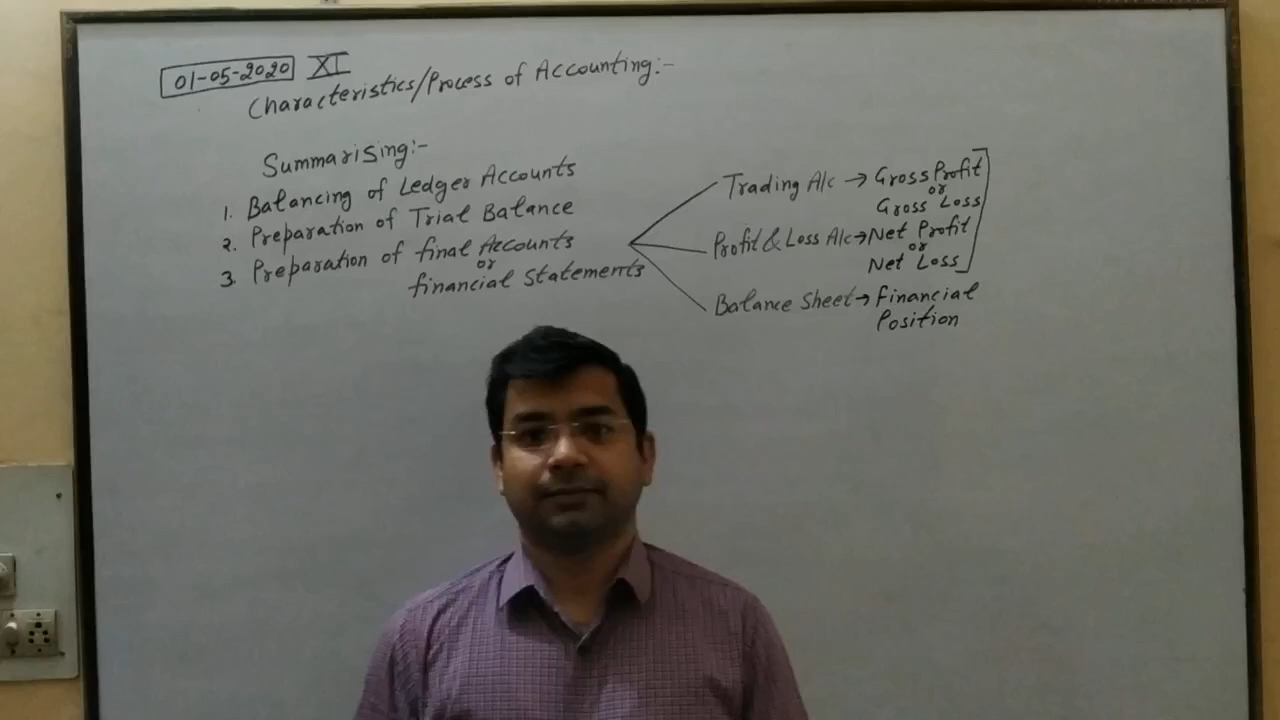 01-05-2020 XI
Characteristics/Process of Accounting:-
Summarising:-
1. Balancing of Ledger Accounts
2. Preparation of Trial Balance
3. Preparation of final Accounts
or
financial Statements
Trading A/c → Gross Profit
or
Gross Loss
Profit & Loss A/c → Net Profit
or
Net Loss
Balance Sheet → Financial
Position